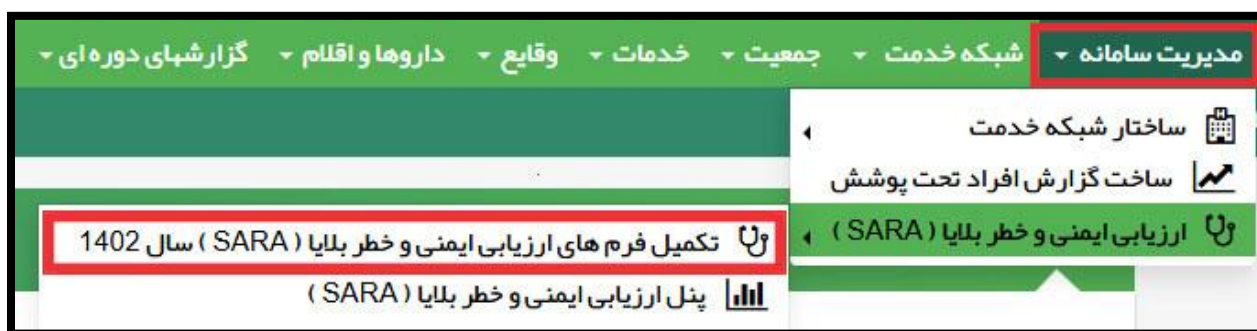 مدیریت سامانه شبکه خدمت جمعیت خدمات وقایع داروها و اقلام گزارشهای دوره ای
ساختار شبکه خدمت
ساخت گزارش افراد تحت پوشش
ارزیابی ایمنی و خطر بلایا ( SARA )
تکمیل فرم های ارزیابی ایمنی و خطر بلایا ( SARA ) سال 1402
پنل ارزیابی ایمنی و خطر بلایا ( SARA )